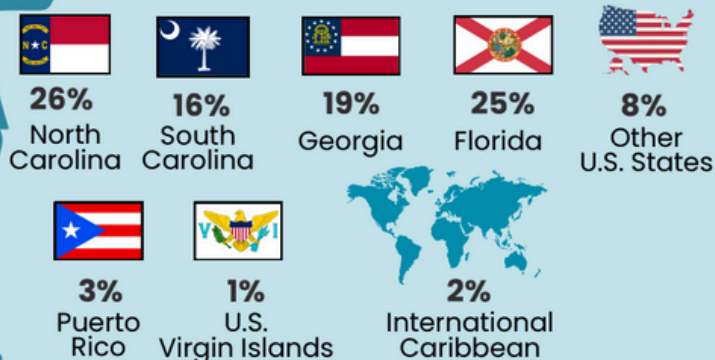 N★C
26%
North
Carolina
16%
South
Carolina
19%
Georgia
25%
Florida
8%
Other
U.S. States
3%
Puerto
Rico
V I
1%
U.S.
Virgin Islands
2%
International
Caribbean